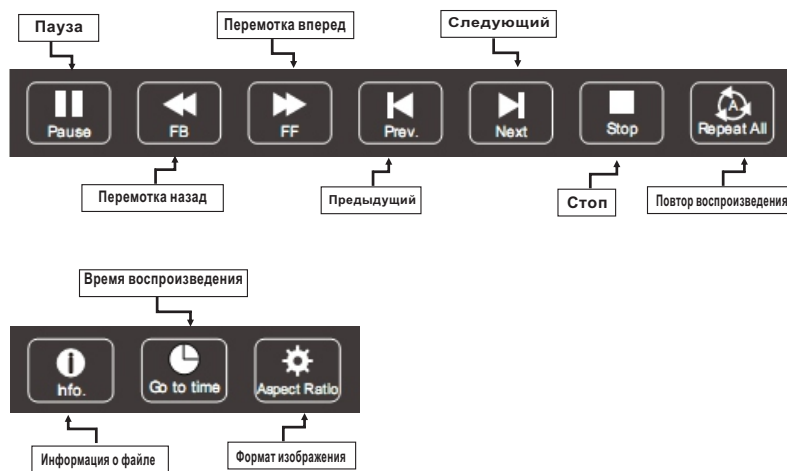 Пауза
Перемотка вперед
Следующий
Pause
FB
FF
Prev.
Next
Stop
Repeat All
Перемотка назад
Предыдущий
Стоп
Повтор воспроизведения
Время воспроизведения
Info.
Go to time
Aspect Ratio
Информация о файле
Формат изображения